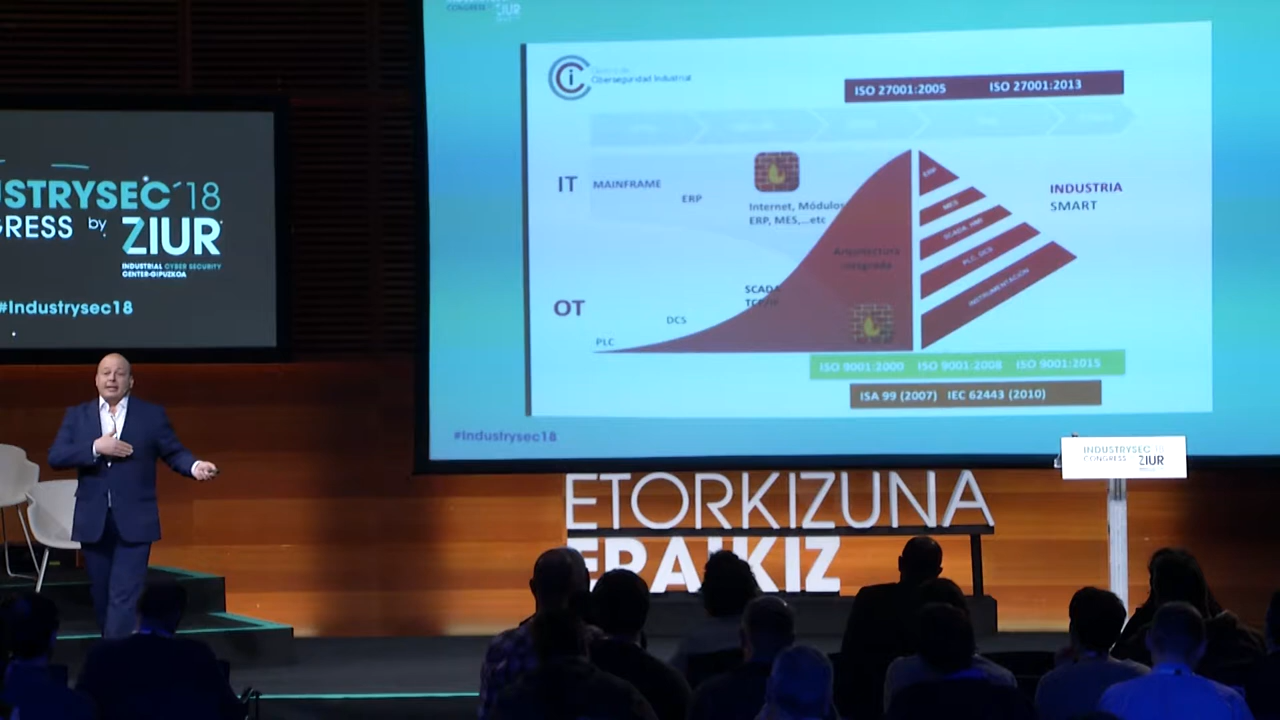 USTRYSEC´18
GRESS by ZIUR
INDUSTRIAL CYBER SECURITY
CENTER-GIPUZKOA
#Industrysec18
CONGRESS
ZIUR
Ciberseguridad Industrial
ISO 27001:2005 ISO 27001:2013
IT
MAINFRAME
ERP
Internet, Módulos
ERP, MES,...etc
Arquitectura
Integrada
OT
SCADA
DCS
PLC
ERP
MES
SCADA, HMI
PLC, DCS
INSTRUMENTACIÓN
INDUSTRIA
SMART
ISO 9001:2000 ISO 9001:2008 ISO 9001:2015
ISA 99 (2007) IEC 62443 (2010)
#Industrysec18
INDUSTRYSEC´18
CONGRESS ZIUR
ETORKIZUNA
ERAIKIZ